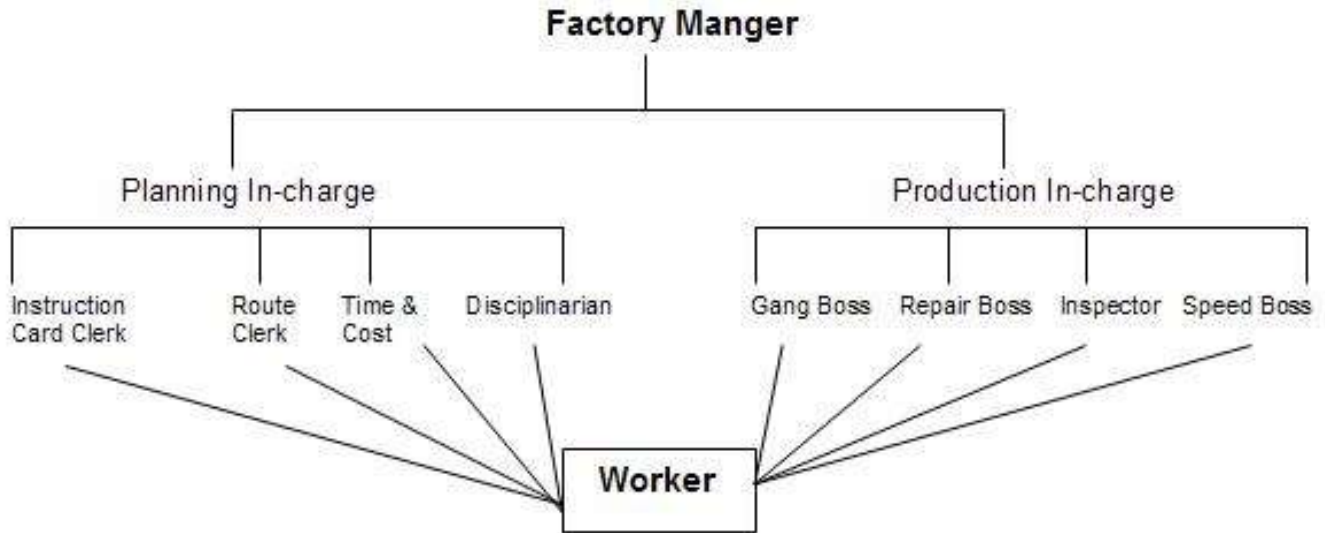 Factory Manger
Planning In-charge
Production In-charge
Instruction
Card Clerk
Route
Clerk
Time &
Cost
Disciplinarian
Gang Boss
Repair Boss
Inspector
Speed Boss
Worker